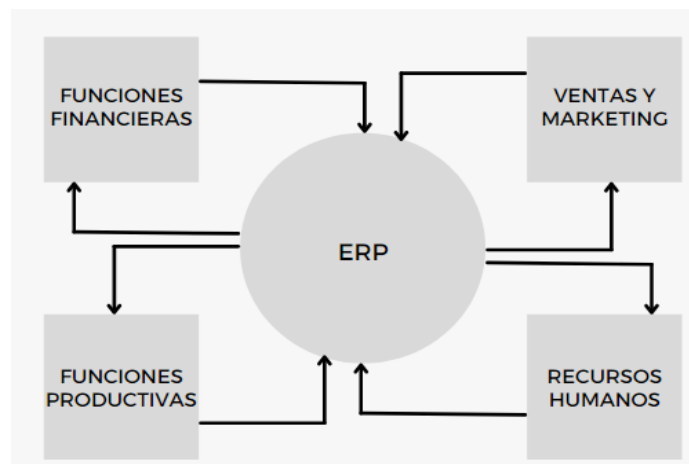 FUNCIONES
FINANCIERAS
VENTAS Y
MARKETING
ERP
FUNCIONES
PRODUCTIVAS
RECURSOS
HUMANOS